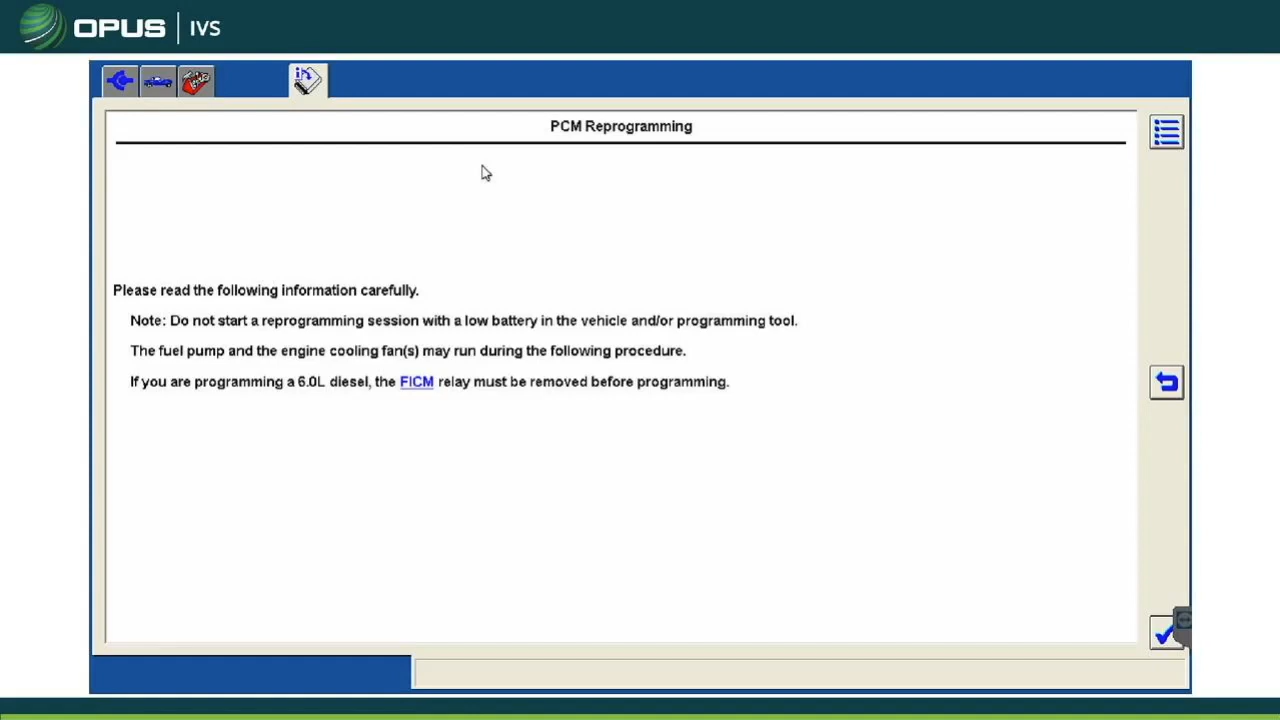 OPUS | IVS
PCM Reprogramming
Please read the following information carefully.
Note: Do not start a reprogramming session with a low battery in the vehicle and/or programming tool.
The fuel pump and the engine cooling fan(s) may run during the following procedure.
If you are programming a 6.0L diesel, the FICM relay must be removed before programming.